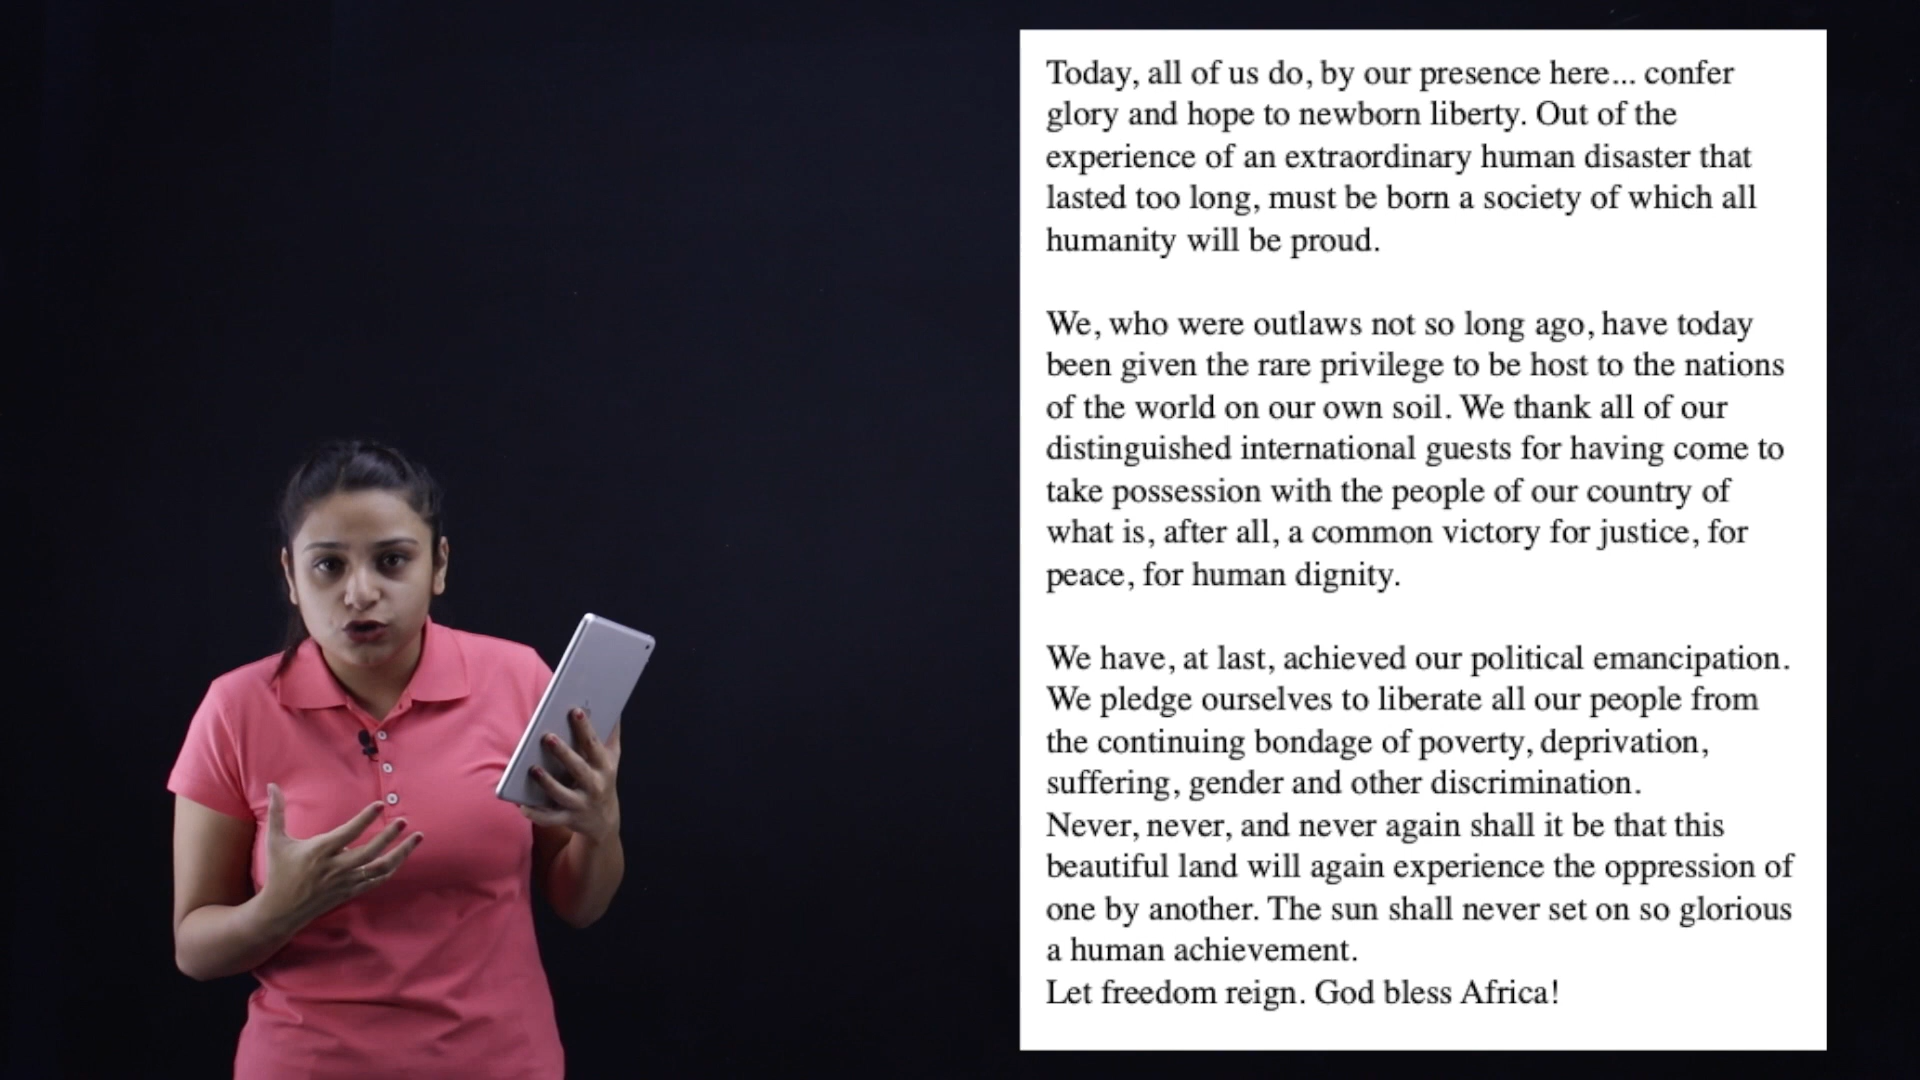 Today, all of us do, by our presence here... confer
glory and hope to newborn liberty. Out of the
experience of an extraordinary human disaster that
lasted too long, must be born a society of which all
humanity will be proud.
We, who were outlaws not so long ago, have today
been given the rare privilege to be host to the nations
of the world on our own soil. We thank all of our
distinguished international guests for having come to
take possession with the people of our country of
what is, after all, a common victory for justice, for
peace, for human dignity.
We have, at last, achieved our political emancipation.
We pledge ourselves to liberate all our people from
the continuing bondage of poverty, deprivation,
suffering, gender and other discrimination.
Never, never, and never again shall it be that this
beautiful land will again experience the oppression of
one by another. The sun shall never set on so glorious
a human achievement.
Let freedom reign. God bless Africa!